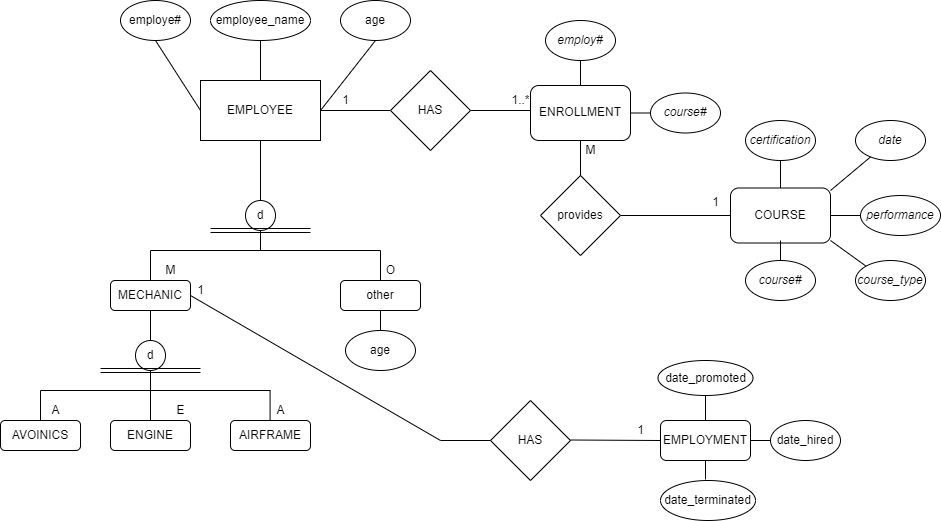 employe#
employee_name
age
employ#
EMPLOYEE
1
HAS
1..*
ENROLLMENT
course#
M
certification
date
d
provides
1
COURSE
performance
M
O
course#
course_type
MECHANIC
1
other
d
age
date_promoted
A
E
A
AVOINICS
ENGINE
AIRFRAME
HAS
1
EMPLOYMENT
date_hired
date_terminated